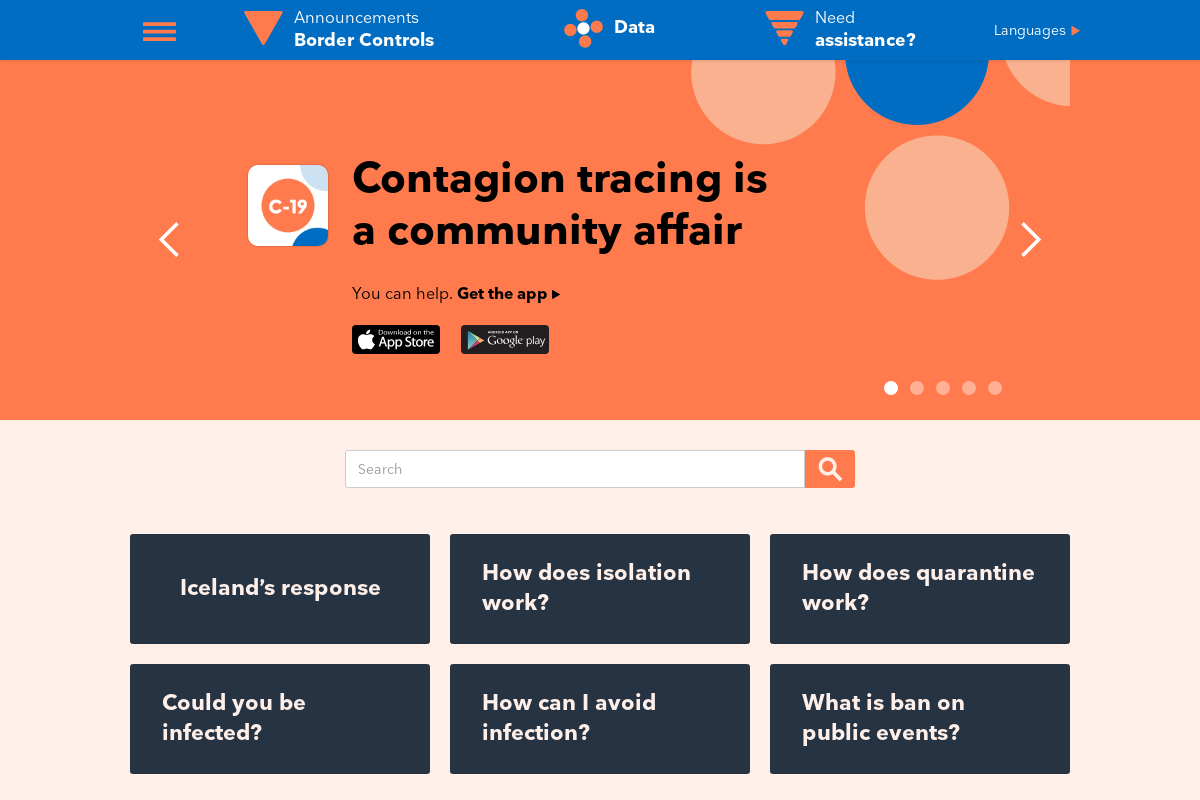 Announcements
Border Controls
Data
Need
assistance?
Languages
C-19
Contagion tracing is
a community affair
You can help. Get the app
Download on the
App Store
ANDROID APP ON
Google play
Search
Iceland’s response
How does isolation
work?
How does quarantine
work?
Could you be
infected?
How can I avoid
infection?
What is ban on
public events?